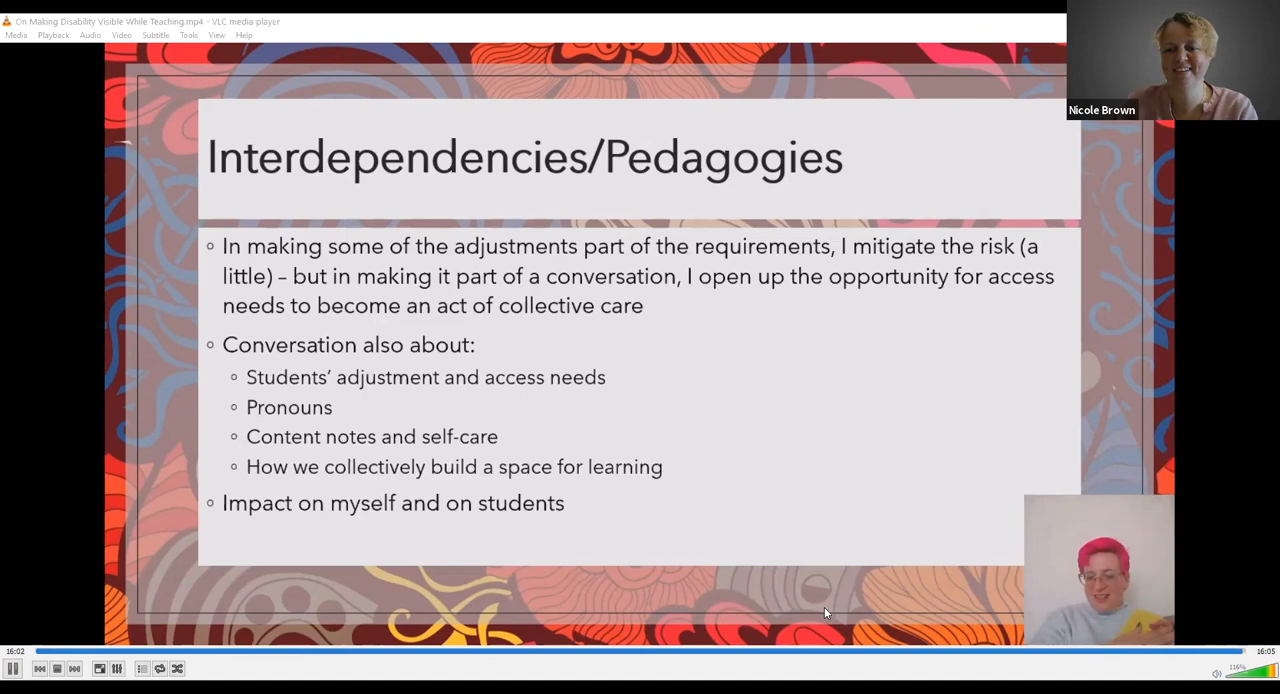 On Making Disability Visible While Teaching.mp4 - VLC media player
Media Playback Audio Video Subtitle Tools View Help
Nicole Brown
Interdependencies/Pedagogies
In making some of the adjustments part of the requirements, I mitigate the risk (a
little) – but in making it part of a conversation, I open up the opportunity for access
needs to become an act of collective care
Conversation also about:
Students' adjustment and access needs
Pronouns
Content notes and self-care
How we collectively build a space for learning
Impact on myself and on students
16:02
16:05
116%